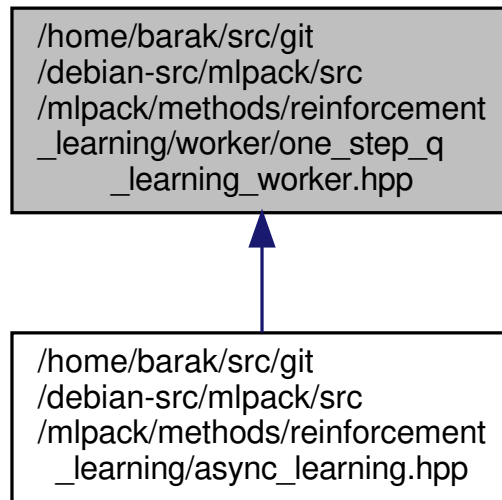 /home/barak/src/git
/debian-src/mlpack/src
/mlpack/methods/reinforcement
_learning/worker/one_step_q
_learning_worker.hpp
/home/barak/src/git
/debian-src/mlpack/src
/mlpack/methods/reinforcement
_learning/async_learning.hpp